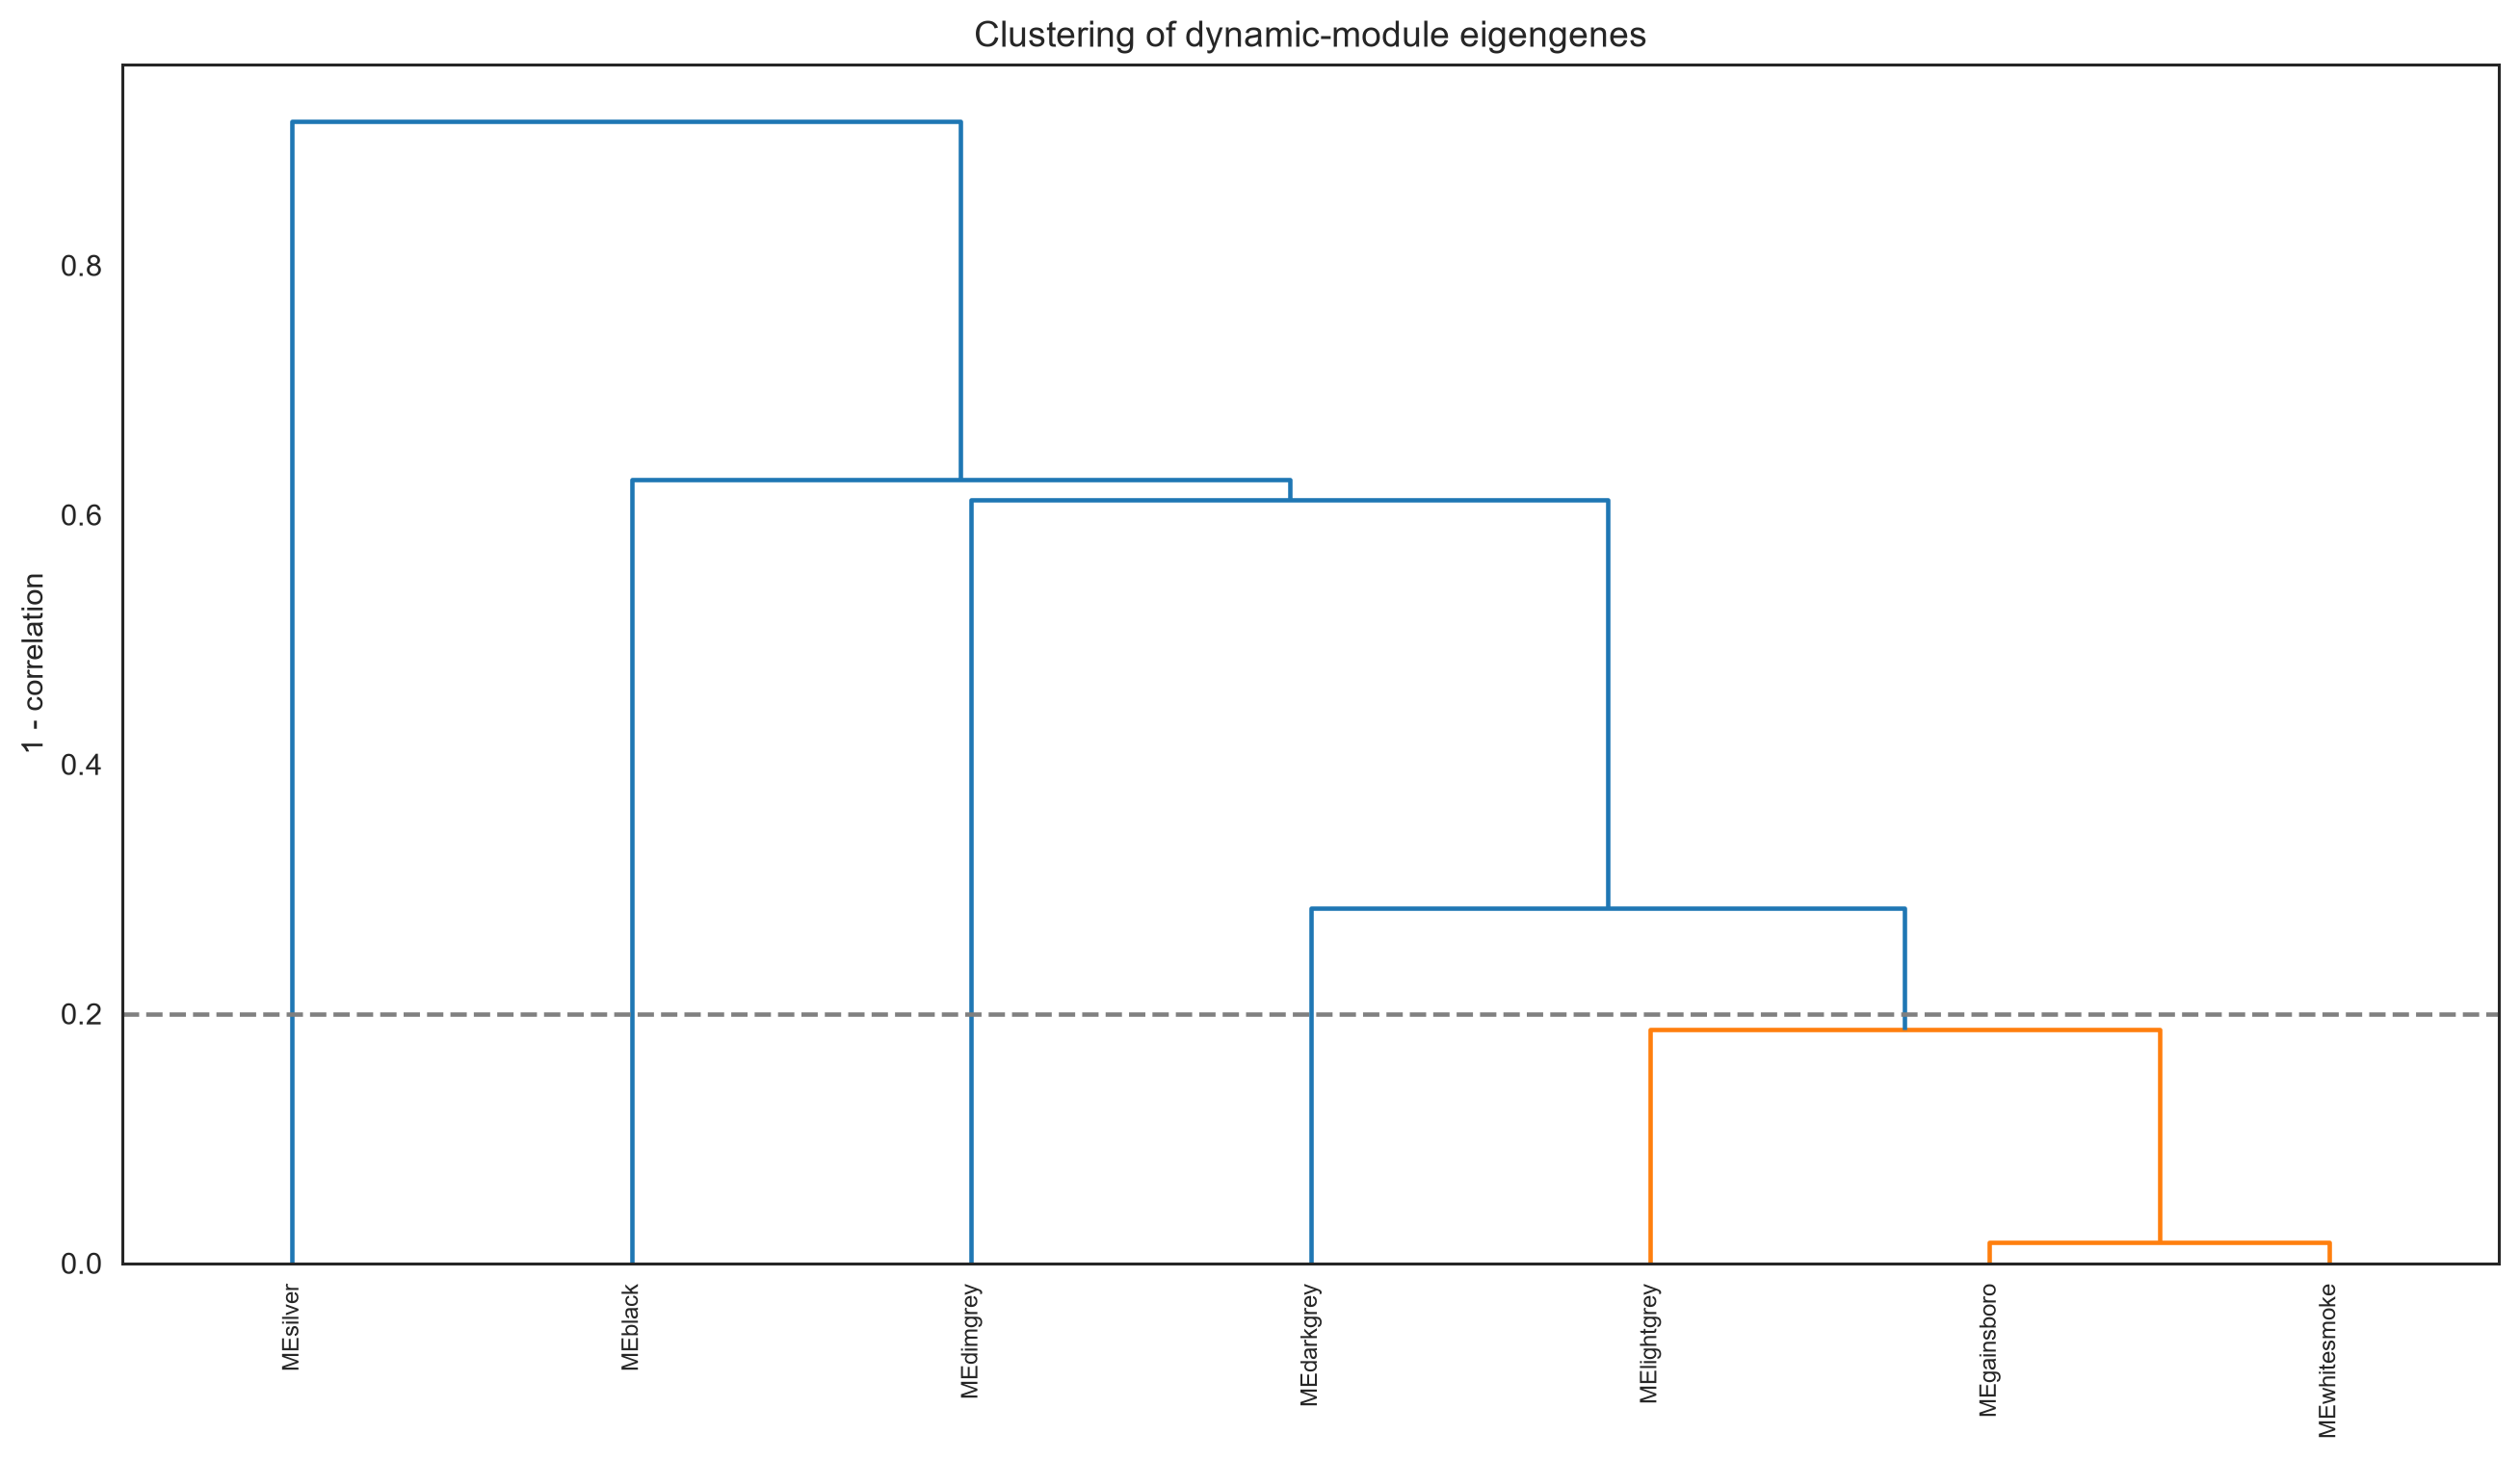 Clustering of dynamic-module eigengenes
1 - correlation
0.8
0.6
0.4
0.2
0.0
MEsilver
MEblack
MEdimgrey
MEdarkgrey
MElightgrey
MEgainsboro
MEwhitesmoke